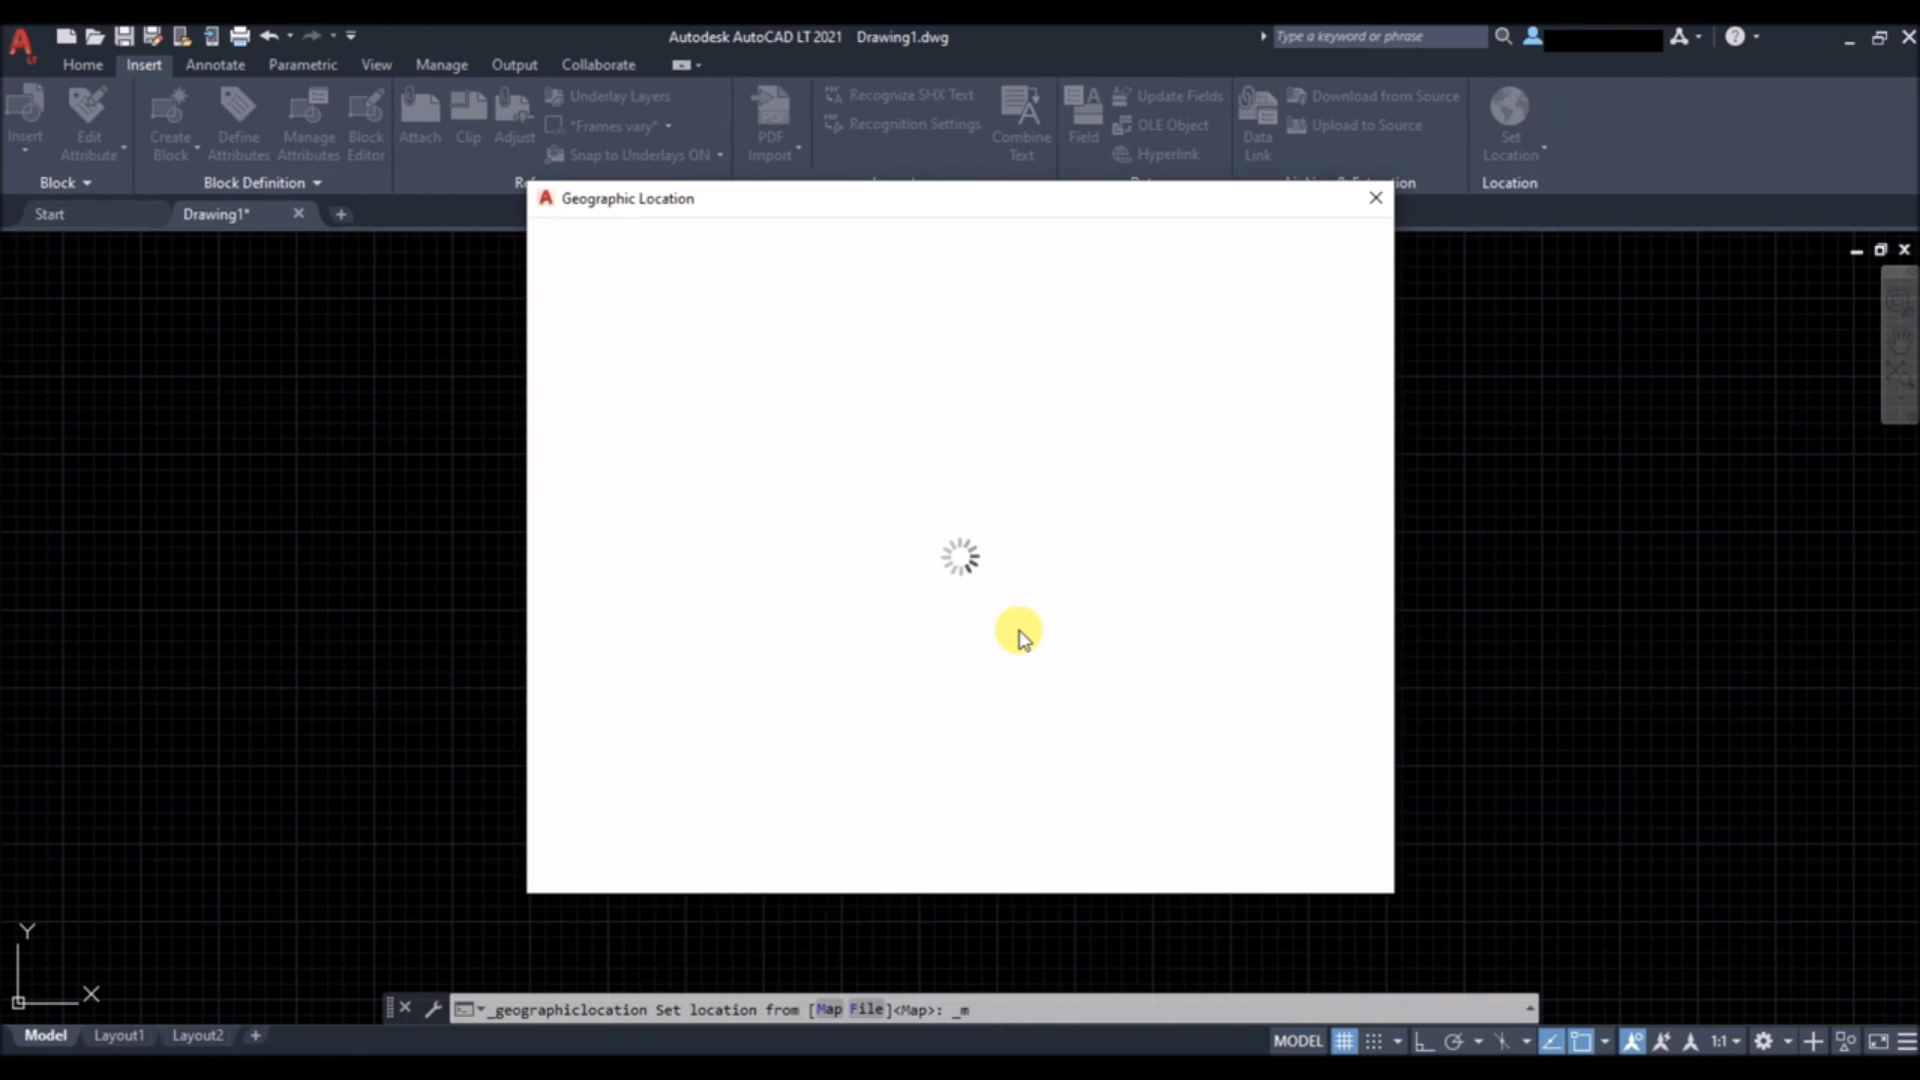 Autodesk AutoCAD LT 2021 Drawing1.dwg
Type a keyword or phrase
Home Insert Annotate Parametric View Manage Output Collaborate
Insert
Edit Attribute
Create Block
Define Attributes
Manage Attributes
Block Editor
Attach
Clip
Adjust
Underlay Layers
*Frames vary*
Snap to Underlays ON
PDF Import
Recognize SHX Text
Recognition Settings
Combine Text
Field
Update Fields
OLE Object
Hyperlink
Data Link
Download from Source
Upload to Source
Set Location
Block
Block Definition
Location
Start
Drawing1*
Geographic Location
Y
X
_geographiclocation Set location from [Map File]<Map>: _m
Model Layout1 Layout2
MODEL
1:1